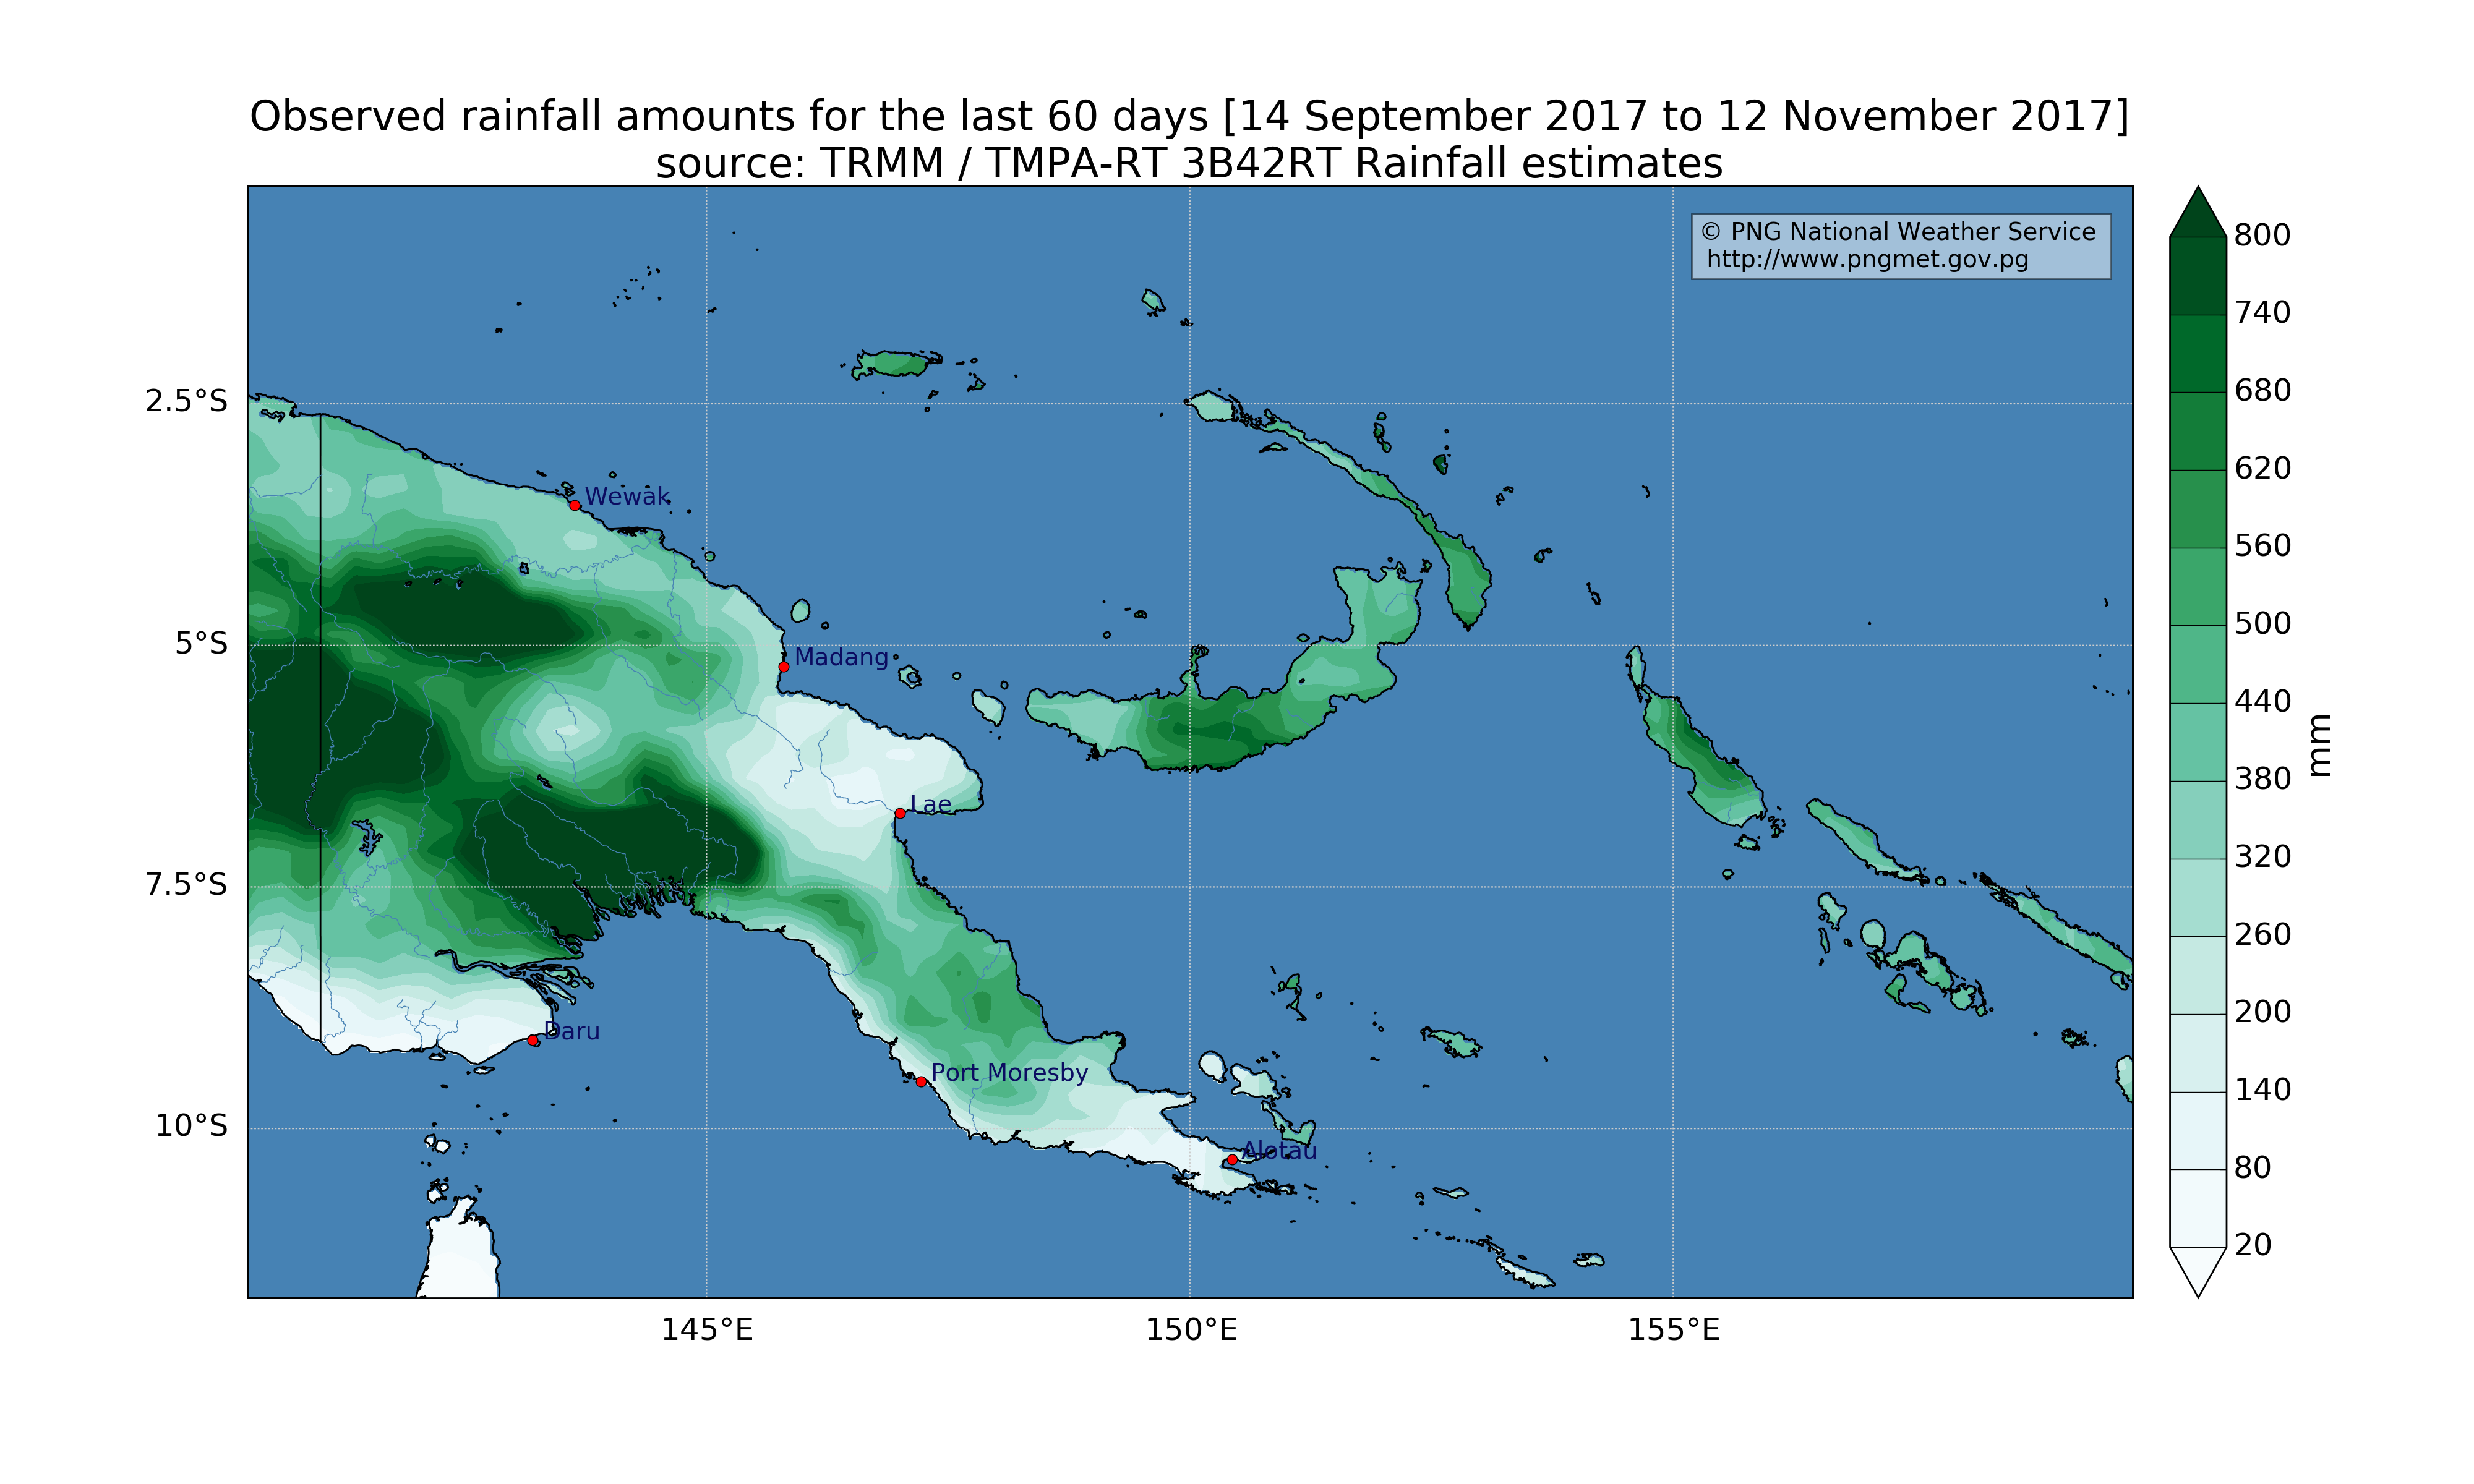 Observed rainfall amounts for the last 60 days [14 September 2017 to 12 November 2017]
source: TRMM / TMPA-RT 3B42RT Rainfall estimates
© PNG National Weather Service
http://www.pngmet.gov.pg
800
740
680
620
560
500
440
380
320
260
200
140
80
20
mm
2.5°S
5°S
7.5°S
10°S
Wewak
Madang
Lae
Daru
Port Moresby
Alotau
145°E
150°E
155°E